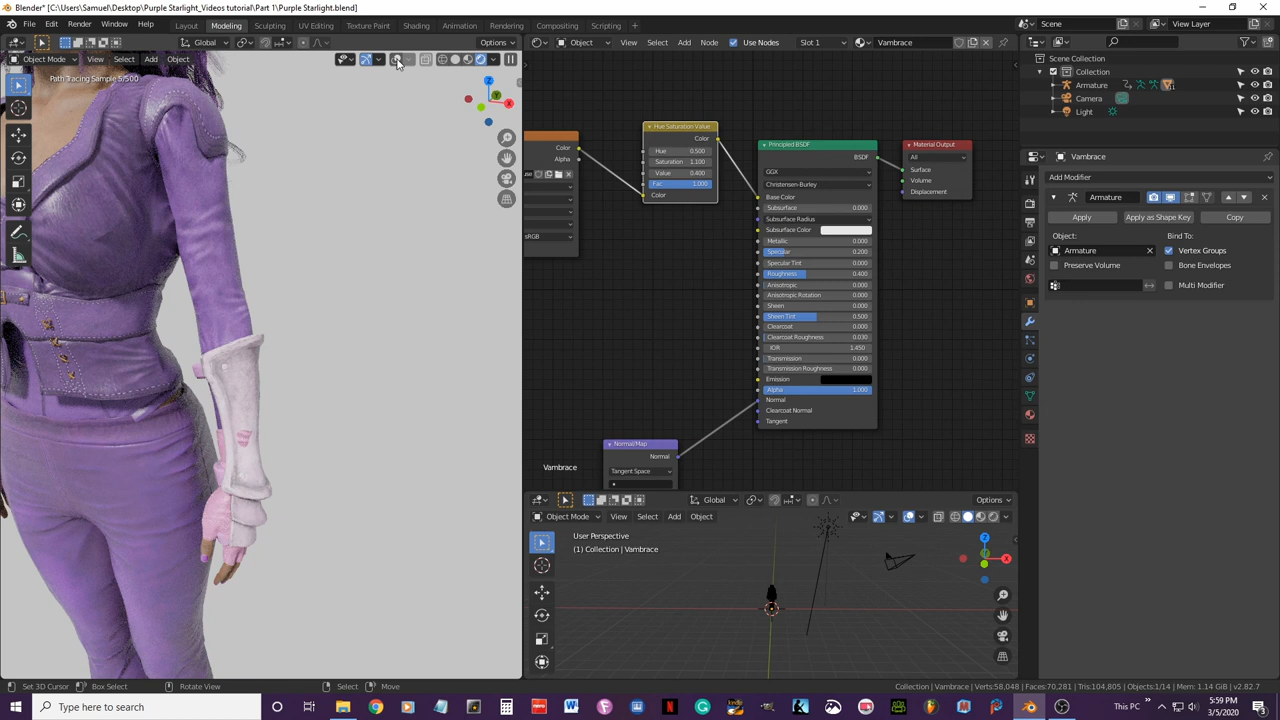 Blender* [C:\Users\Samuel\Desktop\Purple Starlight_Videos tutorial\Part 1\Purple Starlight.blend]
File Edit Render Window Help Layout Modeling Sculpting UV Editing Texture Paint Shading Animation Rendering Compositing Scripting + Scene View Layer
Global Options Object View Select Add Node Use Nodes Slot 1 Vambrace
Object Mode View Select Add Object
Path Tracing Sample 5/500
Scene Collection
Collection
Armature
Camera
Light
Vambrace
Add Modifier
Armature
Apply Apply as Shape Key Copy
Object: Bind To:
Armature Vertex Groups
Preserve Volume Bone Envelopes
Multi Modifier
Color
Alpha
sRGB
Hue Saturation Value
Color
Hue 0.500
Saturation 1.100
Value 0.400
Fac 1.000
Color
Principled BSDF
BSDF
GGX
Christensen-Burley
Base Color
Subsurface 0.000
Subsurface Radius
Subsurface Color
Metallic 0.000
Specular 0.200
Specular Tint 0.000
Roughness 0.400
Anisotropic 0.000
Anisotropic Rotation 0.000
Sheen 0.000
Sheen Tint 0.500
Clearcoat 0.000
Clearcoat Roughness 0.030
IOR 1.450
Transmission 0.000
Transmission Roughness 0.000
Emission
Alpha 1.000
Normal
Clearcoat Normal
Tangent
Material Output
All
Surface
Volume
Displacement
Normal Map
Normal
Tangent Space
Vambrace
Global Options
Object Mode View Select Add Object
User Perspective
(1) Collection | Vambrace
Set 3D Cursor Box Select Rotate View Select Move Collection | Vambrace | Verts:58,048 | Faces:70,281 | Tris:104,805 | Objects:1/14 | Mem: 1.14 GiB | v2.82.7
Type here to search This PC 5:59 PM
3/5/2020